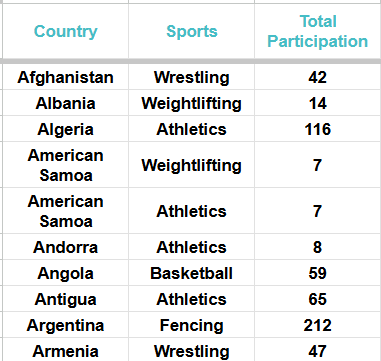 Country Sports Total Participation
Afghanistan Wrestling 42
Albania Weightlifting 14
Algeria Athletics 116
American Samoa Weightlifting 7
American Samoa Athletics 7
Andorra Athletics 8
Angola Basketball 59
Antigua Athletics 65
Argentina Fencing 212
Armenia Wrestling 47